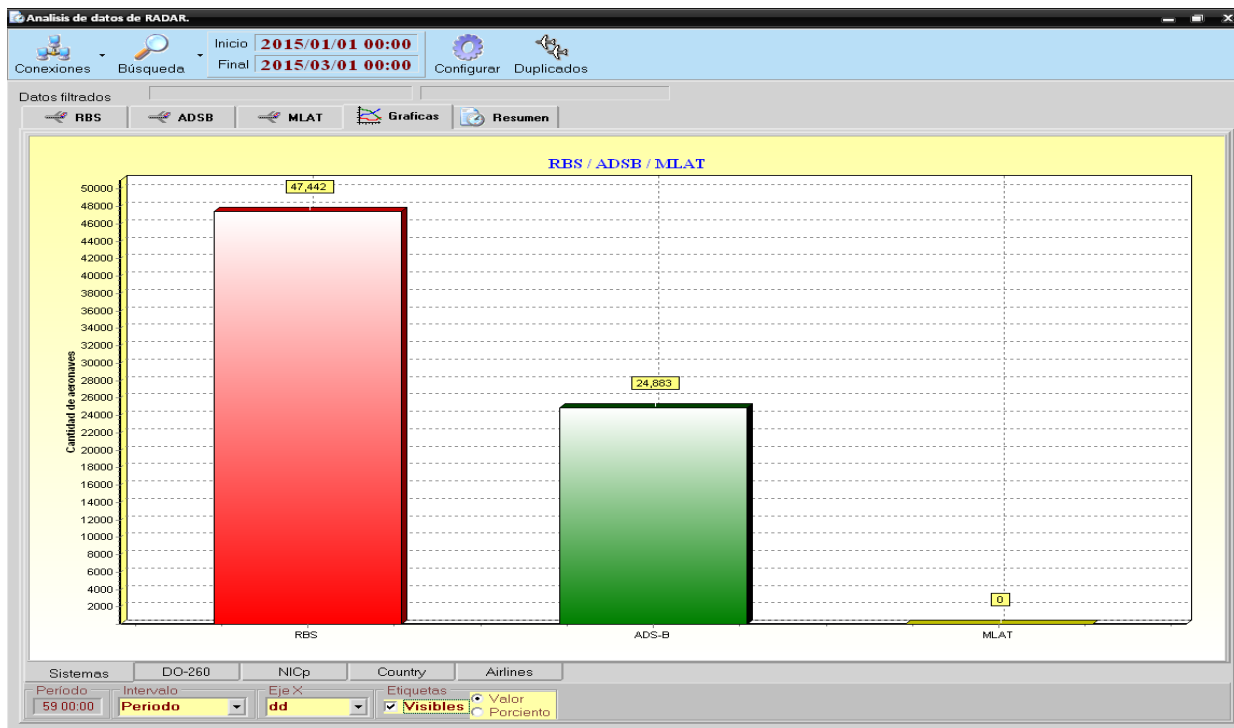 Analisis de datos de RADAR.
Conexiones
Búsqueda
Inicio 2015/01/01 00:00
Final 2015/03/01 00:00
Configurar
Duplicados
Datos filtrados
RBS
ADSB
MLAT
Graficas
Resumen
RBS / ADSB / MLAT
Cantidad de aeronaves
50000
48000
46000
44000
42000
40000
38000
36000
34000
32000
30000
28000
26000
24000
22000
20000
18000
16000
14000
12000
10000
8000
6000
4000
2000
47,442
24,883
0
RBS
ADS-B
MLAT
Sistemas
DO-260
NICp
Country
Airlines
Período
59 00:00
Intervalo
Periodo
Eje X
dd
Etiquetas
Visibles
Valor
Porciento